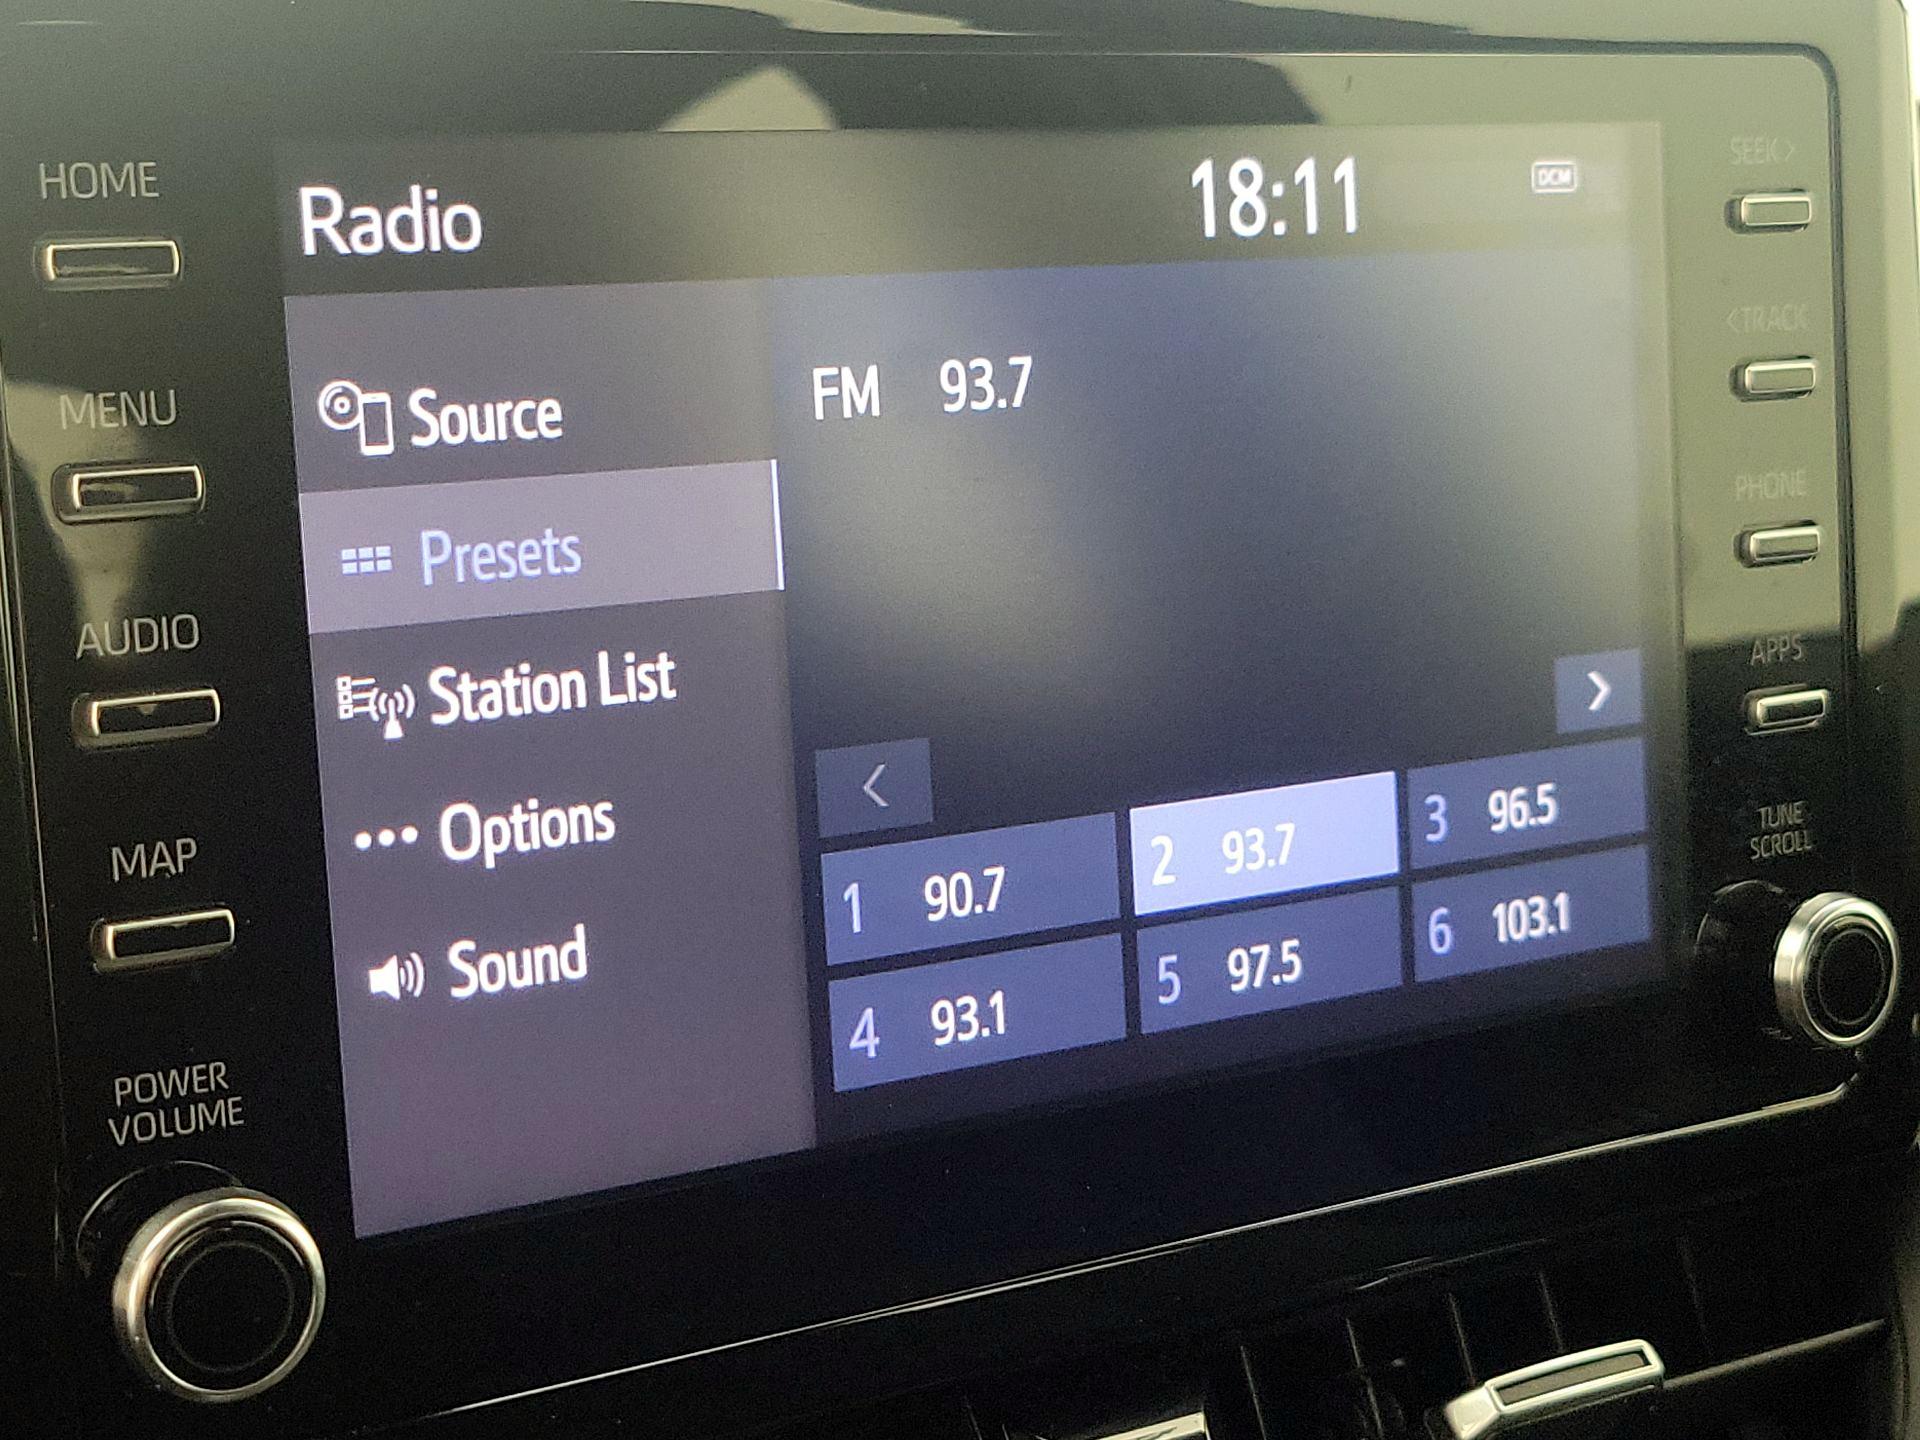 HOME
MENU
AUDIO
MAP
POWER
VOLUME
Radio
18:11
DCM
Source
Presets
Station List
Options
Sound
FM 93.7
<
>
1 90.7
2 93.7
3 96.5
4 93.1
5 97.5
6 103.1
SEEK>
<TRACK
PHONE
APPS
TUNE
SCROLL